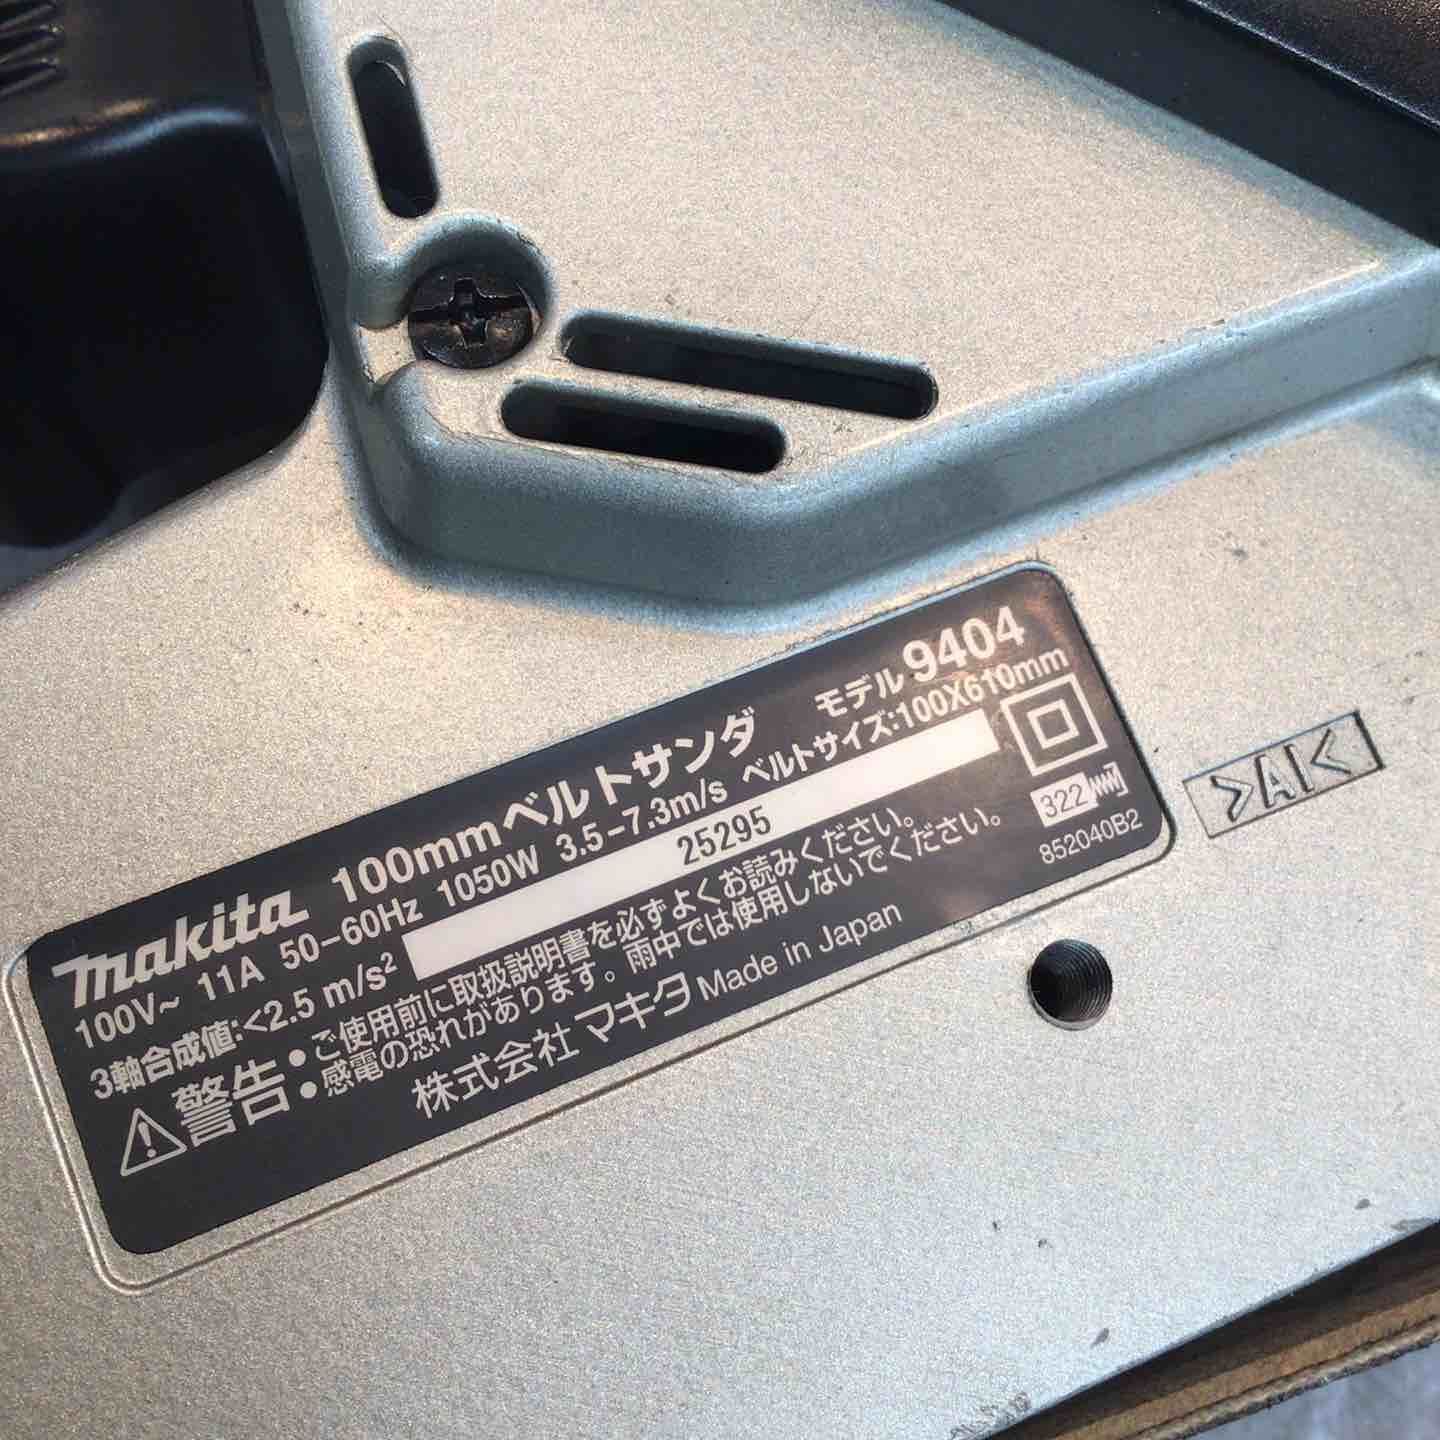 makita 100mmベルトサンダ モデル 9404
100V~ 11A 50-60Hz 1050W 3.5-7.3m/s ベルトサイズ:100X610mm
3軸合成値:<2.5 m/s² 25295
警告 ●ご使用前に取扱説明書を必ずよくお読みください。
●感電の恐れがあります。雨中では使用しないでください。
株式会社 マキタ Made in Japan
322
852040B2
>AI<